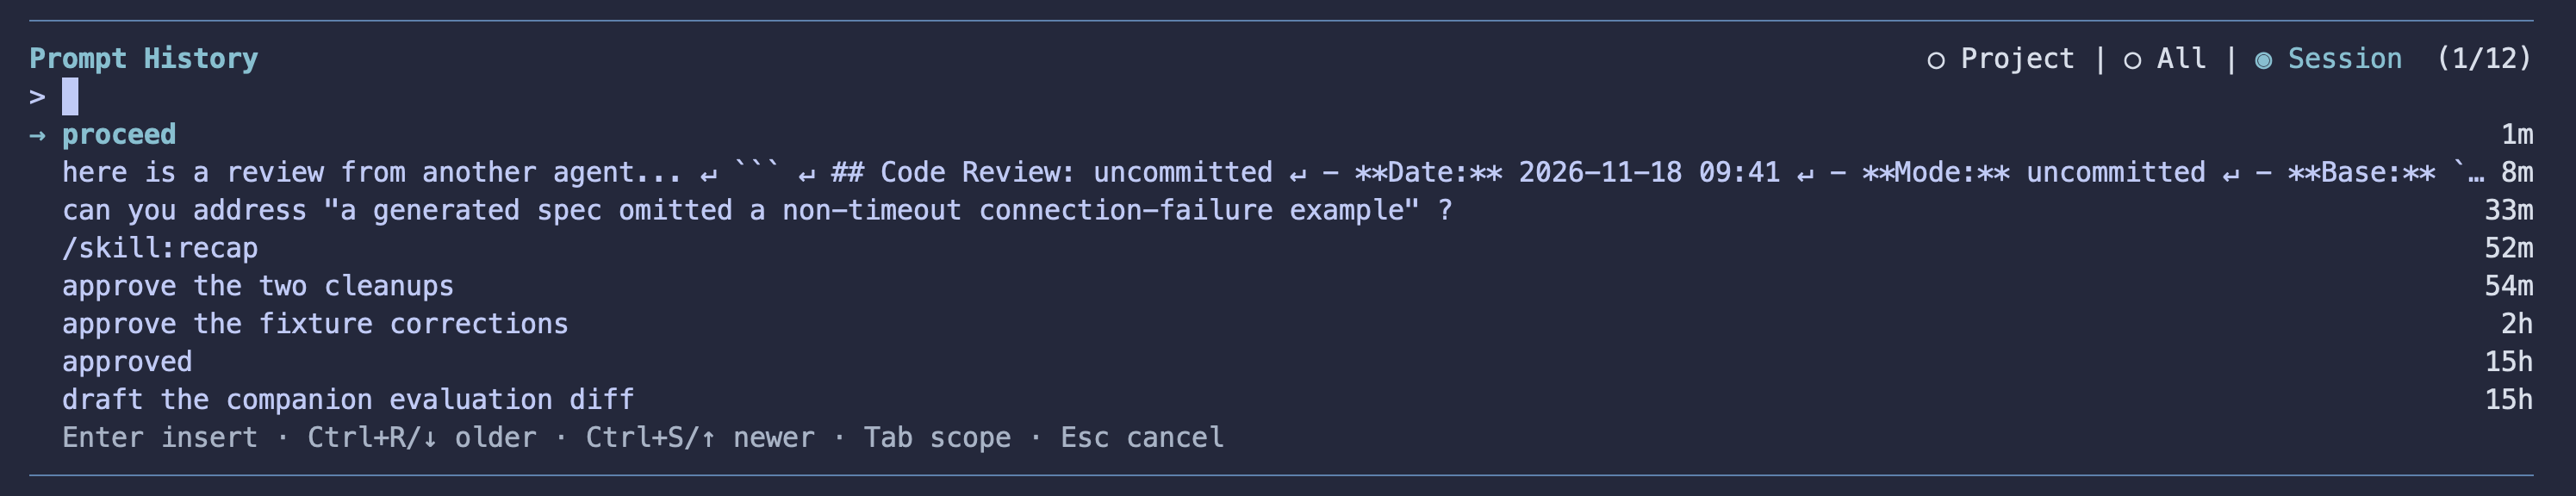 Prompt History ○ Project | ○ All | ◉ Session (1/12)
>
→ proceed 1m
here is a review from another agent... ↵ ``` ↵ ## Code Review: uncommitted ↵ - **Date:** 2026-11-18 09:41 ↵ - **Mode:** uncommitted ↵ - **Base:** `… 8m
can you address "a generated spec omitted a non-timeout connection-failure example" ? 33m
/skill:recap 52m
approve the two cleanups 54m
approve the fixture corrections 2h
approved 15h
draft the companion evaluation diff 15h
Enter insert · Ctrl+R/↓ older · Ctrl+S/↑ newer · Tab scope · Esc cancel